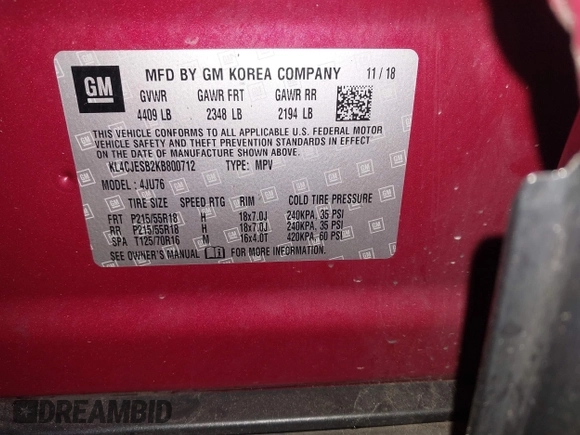 GM
MFD BY GM KOREA COMPANY 11/18
GVWR GAWR FRT GAWR RR
4409 LB 2348 LB 2194 LB
THIS VEHICLE CONFORMS TO ALL APPLICABLE U.S. FEDERAL MOTOR
VEHICLE SAFETY AND THEFT PREVENTION STANDARDS IN EFFECT
ON THE DATE OF MANUFACTURE SHOWN ABOVE.
KL4CJESB2KB800712 TYPE: MPV
MODEL: 4JU76
TIRE SIZE SPEED RTG RIM COLD TIRE PRESSURE
FRT P215/55R18 H 18x7.0J 240KPA, 35 PSI
RR P215/55R18 H 18x7.0J 240KPA, 35 PSI
SPA T125/70R16 M 16x4.0T 420KPA, 60 PSI
SEE OWNER'S MANUAL FOR MORE INFORMATION.
DREAMBID